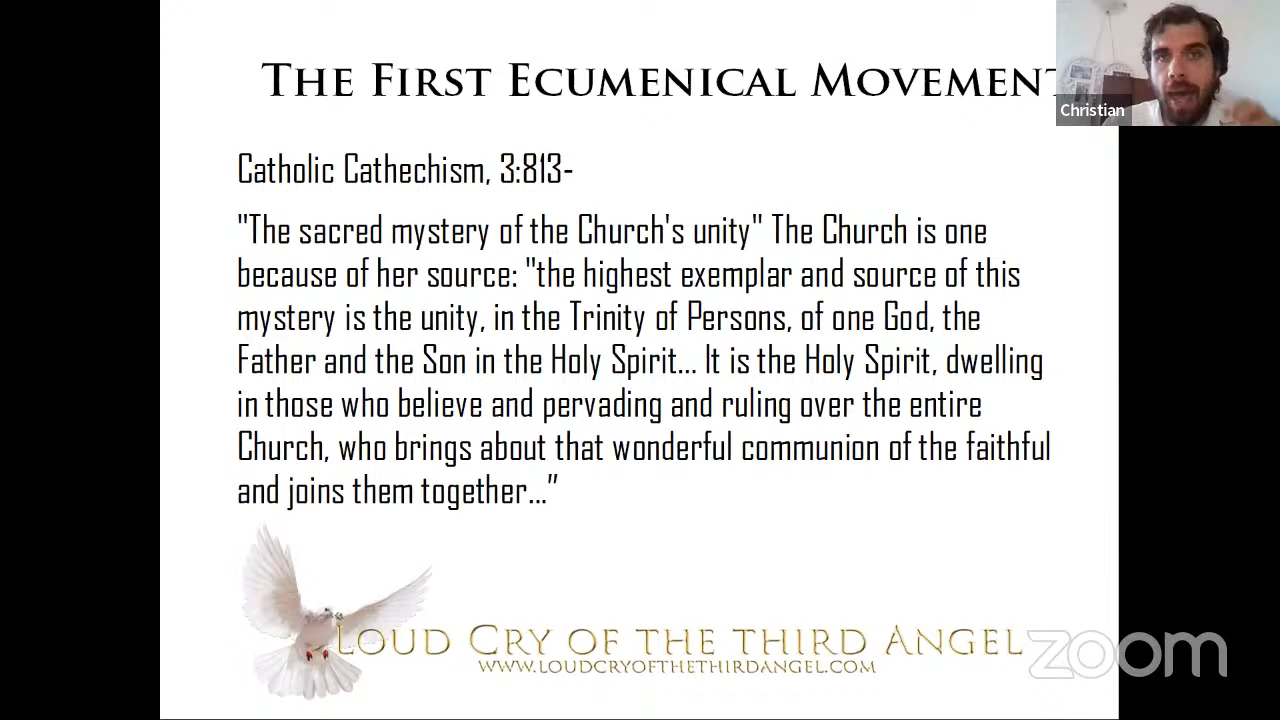 THE FIRST ECUMENICAL MOVEMENT
Christian
Catholic Cathechism, 3:813-
"The sacred mystery of the Church's unity" The Church is one
because of her source: "the highest exemplar and source of this
mystery is the unity, in the Trinity of Persons, of one God, the
Father and the Son in the Holy Spirit... It is the Holy Spirit, dwelling
in those who believe and pervading and ruling over the entire
Church, who brings about that wonderful communion of the faithful
and joins them together...”
LOUD CRY OF THE THIRD ANGEL
WWW.LOUDCRYOFTHETHIRDANGEL.COM
zoom